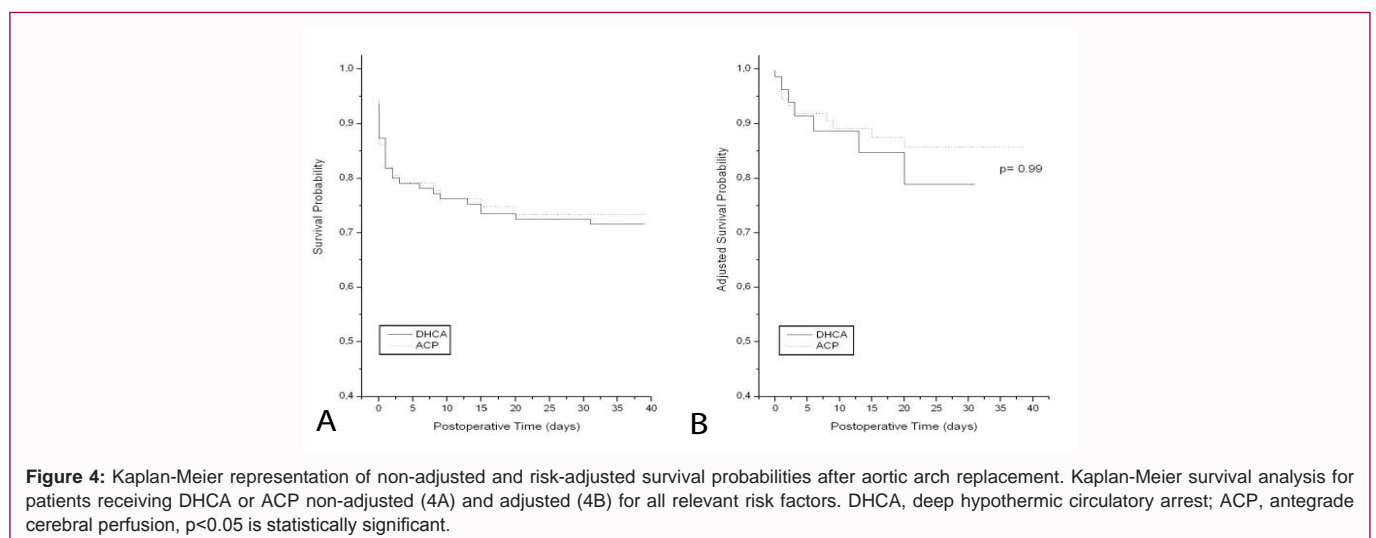 1,0
0,9
0,8
0,7
0,6
0,5
0,4
Survival Probability
DHCA
ACP
0 5 10 15 20 25 30 35 40
Postoperative Time (days)
A
1,0
0,9
0,8
0,7
0,6
0,5
0,4
Adjusted Survival Probability
p= 0.99
DHCA
ACP
0 5 10 15 20 25 30 35 40
Postoperative Time (days)
B
Figure 4: Kaplan-Meier representation of non-adjusted and risk-adjusted survival probabilities after aortic arch replacement. Kaplan-Meier survival analysis for
patients receiving DHCA or ACP non-adjusted (4A) and adjusted (4B) for all relevant risk factors. DHCA, deep hypothermic circulatory arrest; ACP, antegrade
cerebral perfusion, p<0.05 is statistically significant.